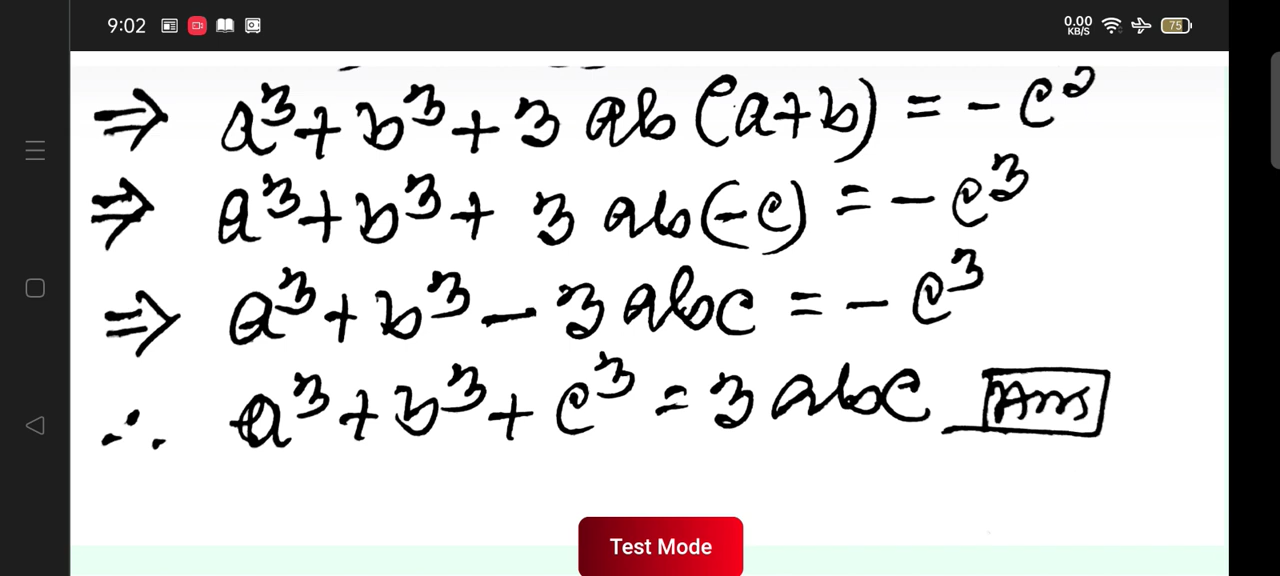 9:02 0.00 KB/S 75
⇒ a³+b³+3ab(a+b) = -c³
⇒ a³+b³+ 3ab(-c) = -c³
⇒ a³+b³-3abc = -c³
∴ a³+b³+c³=3abc Ans
Test Mode